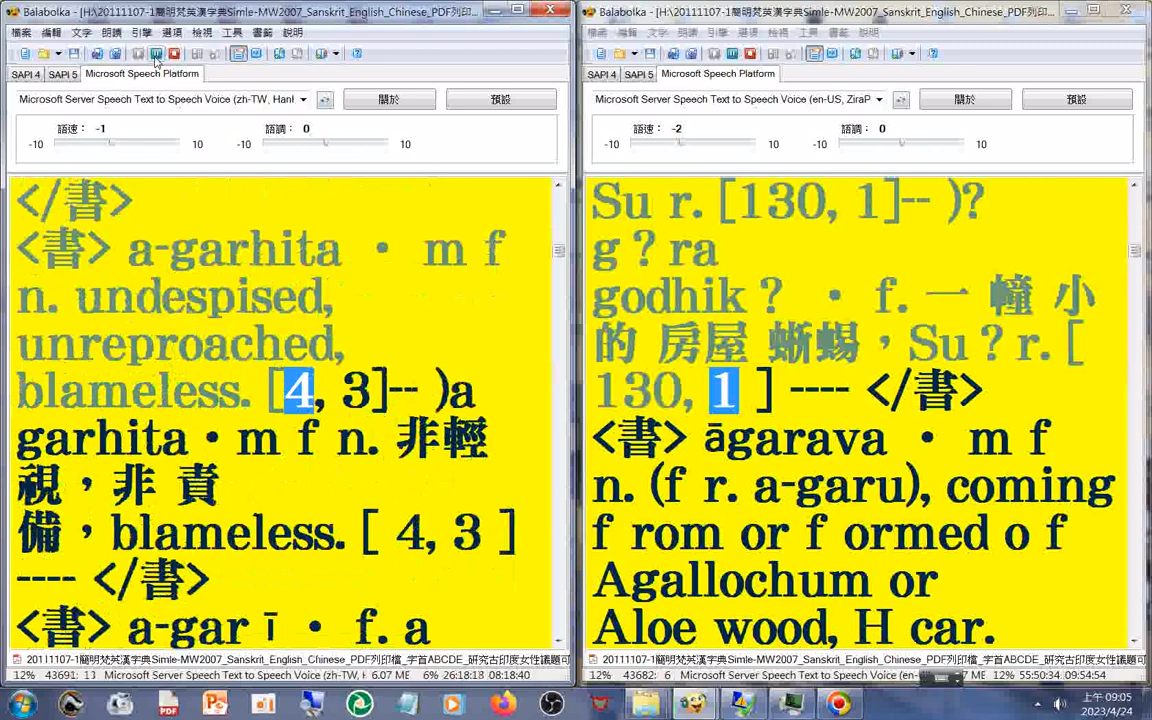 Balabolka - [H:\20111107-1簡明梵英漢字典Simle-MW2007_Sanskrit_English_Chinese_PDF列印...
檔案 編輯 文字 朗讀 引擎 選項 檢視 工具 書籤 說明
SAPI 4 SAPI 5 Microsoft Speech Platform
Microsoft Server Speech Text to Speech Voice (zh-TW, Hanl
關於 預設
語速： -1 語調： 0
-10 10 -10 10
</書>
<書> a-garhita • m f
n. undespised,
unreproached,
blameless. [4, 3]-- )a
garhita • m f n. 非輕
視，非 責
備，blameless. [ 4, 3 ]
---- </書>
<書> a-gar ī • f. a
20111107-1簡明梵英漢字典Simle-MW2007_Sanskrit_English_Chinese_PDF列印檔_字首ABCDE_研究古印度女性議題可
12% 43691: 11 Microsoft Server Speech Text to Speech Voice (zh-TW, H 6.07 ME 6% 26:18:13 08:18:40
Balabolka - [H:\20111107-1簡明梵英漢字典Simle-MW2007_Sanskrit_English_Chinese_PDF列印...
檔案 編輯 文字 朗讀 引擎 選項 檢視 工具 書籤 說明
SAPI 4 SAPI 5 Microsoft Speech Platform
Microsoft Server Speech Text to Speech Voice (en-US, ZiraP
關於 預設
語速： -2 語調： 0
-10 10 -10 10
Su r. [130, 1]-- )?
g ? ra
godhik ? • f. 一 幢 小
的 房屋 蜥蜴，Su ? r. [
130, 1 ] ---- </書>
<書> āgarava • m f
n. (f r. a-garu), coming
f rom or f ormed o f
Agallochum or
Aloe wood, H car.
20111107-1簡明梵英漢字典Simle-MW2007_Sanskrit_English_Chinese_PDF列印檔_字首ABCDE_研究古印度女性議題可
12% 43682: 6 Microsoft Server Speech Text to Speech Voice (en-US, 7 ME 12% 55:50:34 09:54:54
上午 09:05
2023/4/24